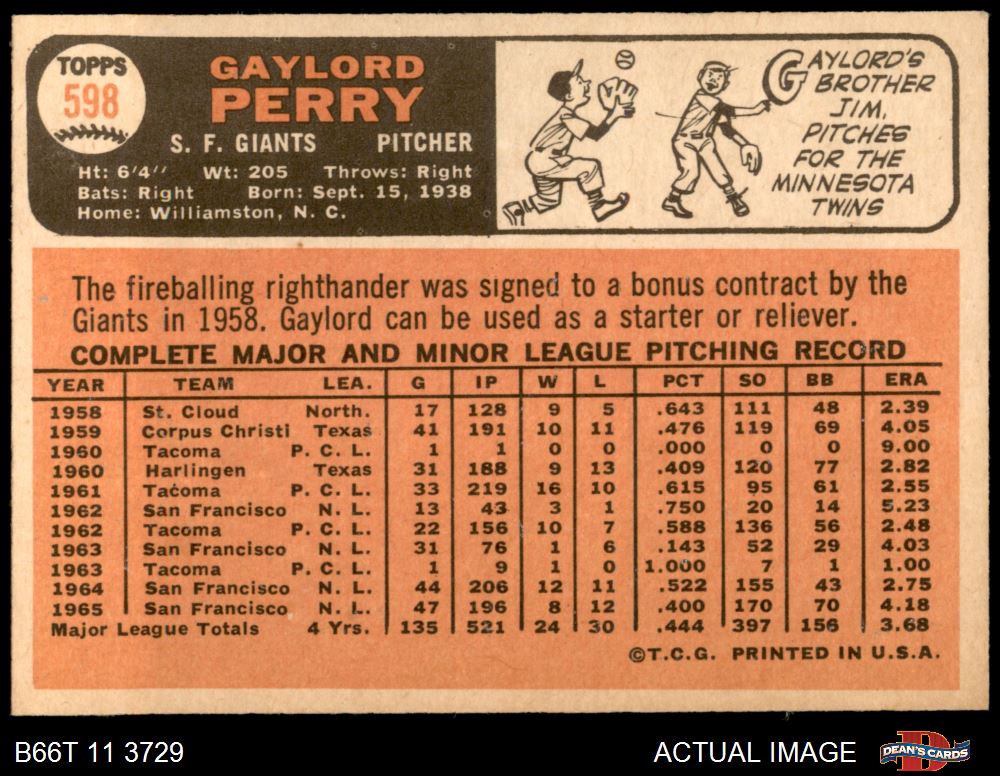 TOPPS
598
GAYLORD
PERRY
S. F. GIANTS PITCHER
Ht: 6'4" Wt: 205 Throws: Right
Bats: Right Born: Sept. 15, 1938
Home: Williamston, N. C.
GAYLORD'S
BROTHER
JIM,
PITCHES
FOR THE
MINNESOTA
TWINS
The fireballing righthander was signed to a bonus contract by the
Giants in 1958. Gaylord can be used as a starter or reliever.
COMPLETE MAJOR AND MINOR LEAGUE PITCHING RECORD
YEAR TEAM LEA. G IP W L PCT SO BB ERA
1958 St. Cloud North. 17 128 9 5 .643 111 48 2.39
1959 Corpus Christi Texas 41 191 10 11 .476 119 69 4.05
1960 Tacoma P. C. L. 1 1 0 0 .000 0 0 9.00
1960 Harlingen Texas 31 188 9 13 .409 120 77 2.82
1961 Tacoma P. C. L. 33 219 16 10 .615 95 61 2.55
1962 San Francisco N. L. 13 43 3 1 .750 20 14 5.23
1962 Tacoma P. C. L. 22 156 10 7 .588 136 56 2.48
1963 San Francisco N. L. 31 76 1 6 .143 52 29 4.03
1963 Tacoma P. C. L. 1 9 1 0 1.000 7 1 1.00
1964 San Francisco N. L. 44 206 12 11 .522 155 43 2.75
1965 San Francisco N. L. 47 196 8 12 .400 170 70 4.18
Major League Totals 4 Yrs. 135 521 24 30 .444 397 156 3.68
©T.C.G. PRINTED IN U.S.A.
B66T 11 3729 ACTUAL IMAGE DEAN'S CARDS